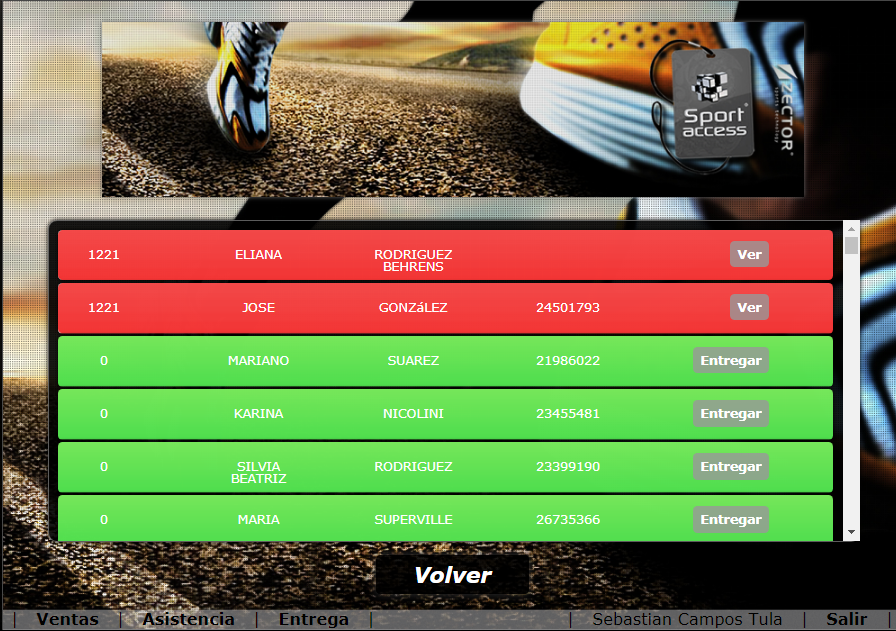 Sport
access
ZECTOR
1221 ELIANA RODRIGUEZ BEHRENS Ver
1221 JOSE GONZáLEZ 24501793 Ver
0 MARIANO SUAREZ 21986022 Entregar
0 KARINA NICOLINI 23455481 Entregar
0 SILVIA BEATRIZ RODRIGUEZ 23399190 Entregar
0 MARIA SUPERVILLE 26735366 Entregar
Volver
| Ventas | Asistencia | Entrega | | Sebastian Campos Tula | Salir |